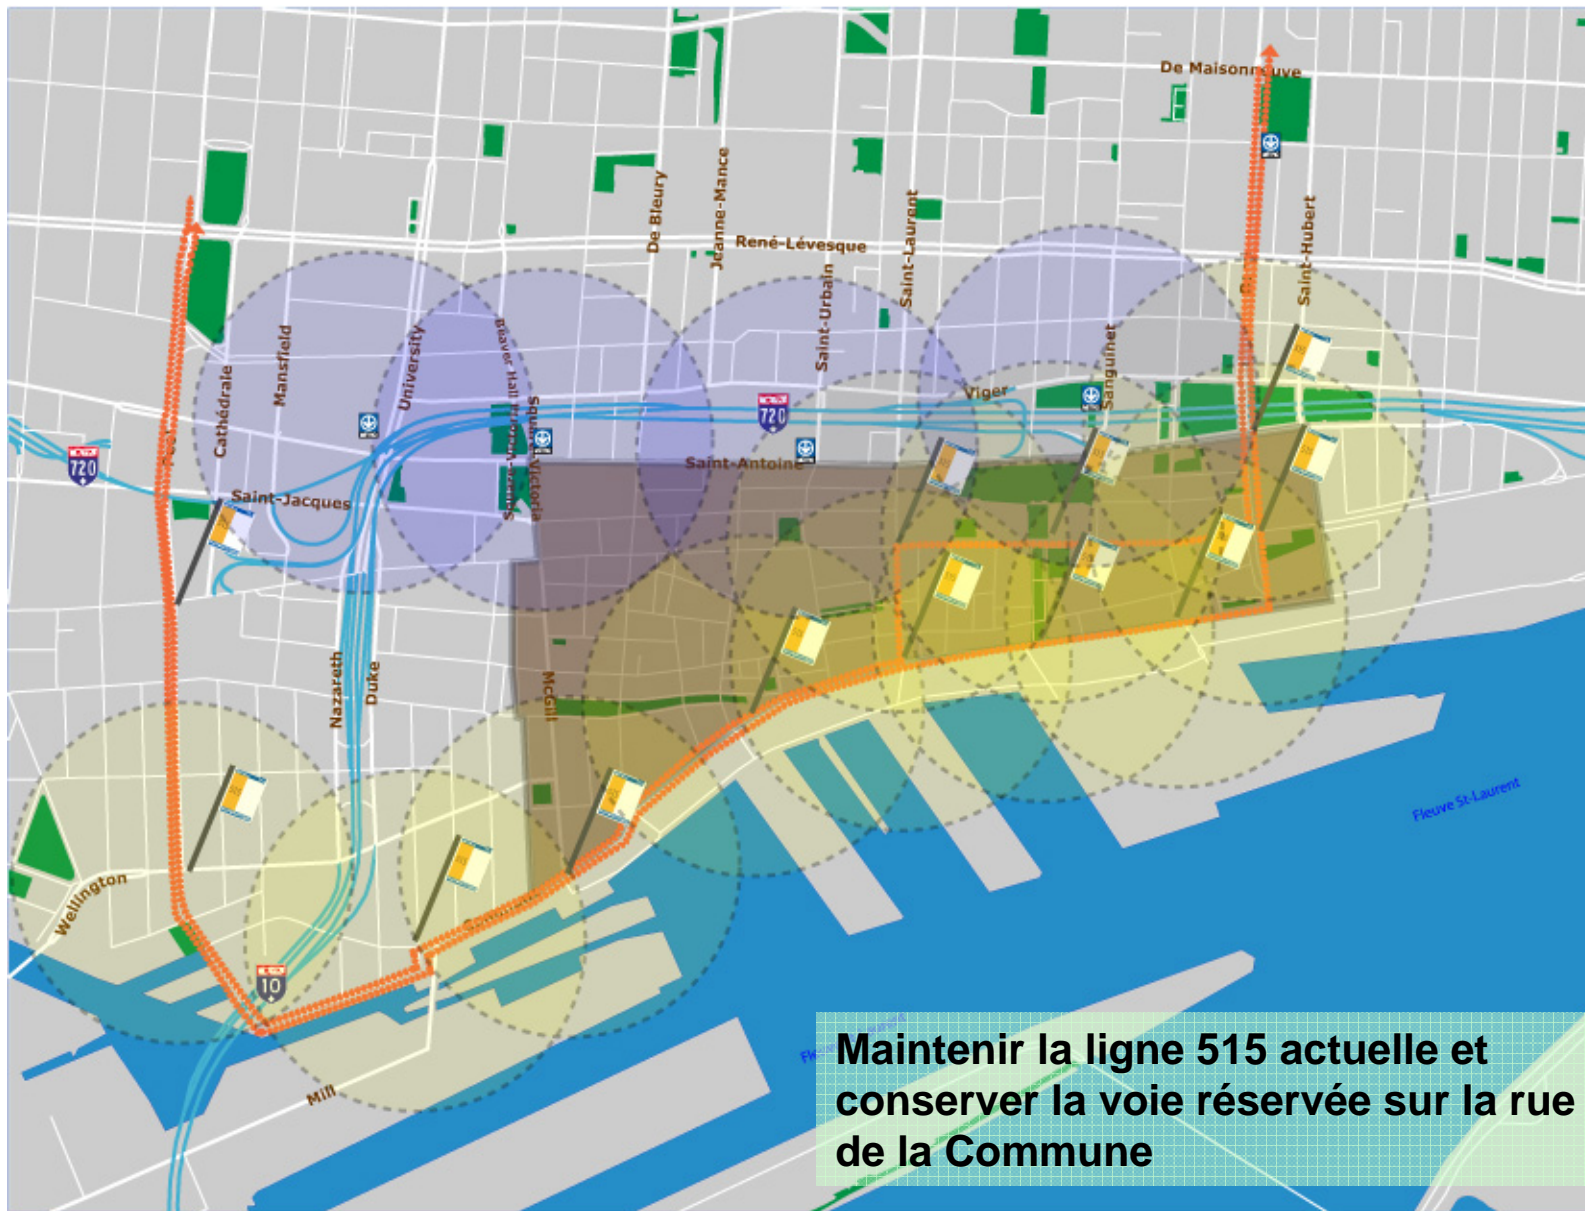 De Maisonneuve
De Bleury
Jeanne-Mance
Saint-Laurent
René-Lévesque
Saint-Urbain
Saint-Hubert
Cathédrale
Mansfield
University
Beaver Hall
Square-Victoria
Square-Victoria
Sanguinet
Viger
720
720
Saint-Antoine
Saint-Jacques
Nazareth
Duke
McGill
Wellington
10
Mill
Fleuve St-Laurent
Maintenir la ligne 515 actuelle et
conserver la voie réservée sur la rue
de la Commune